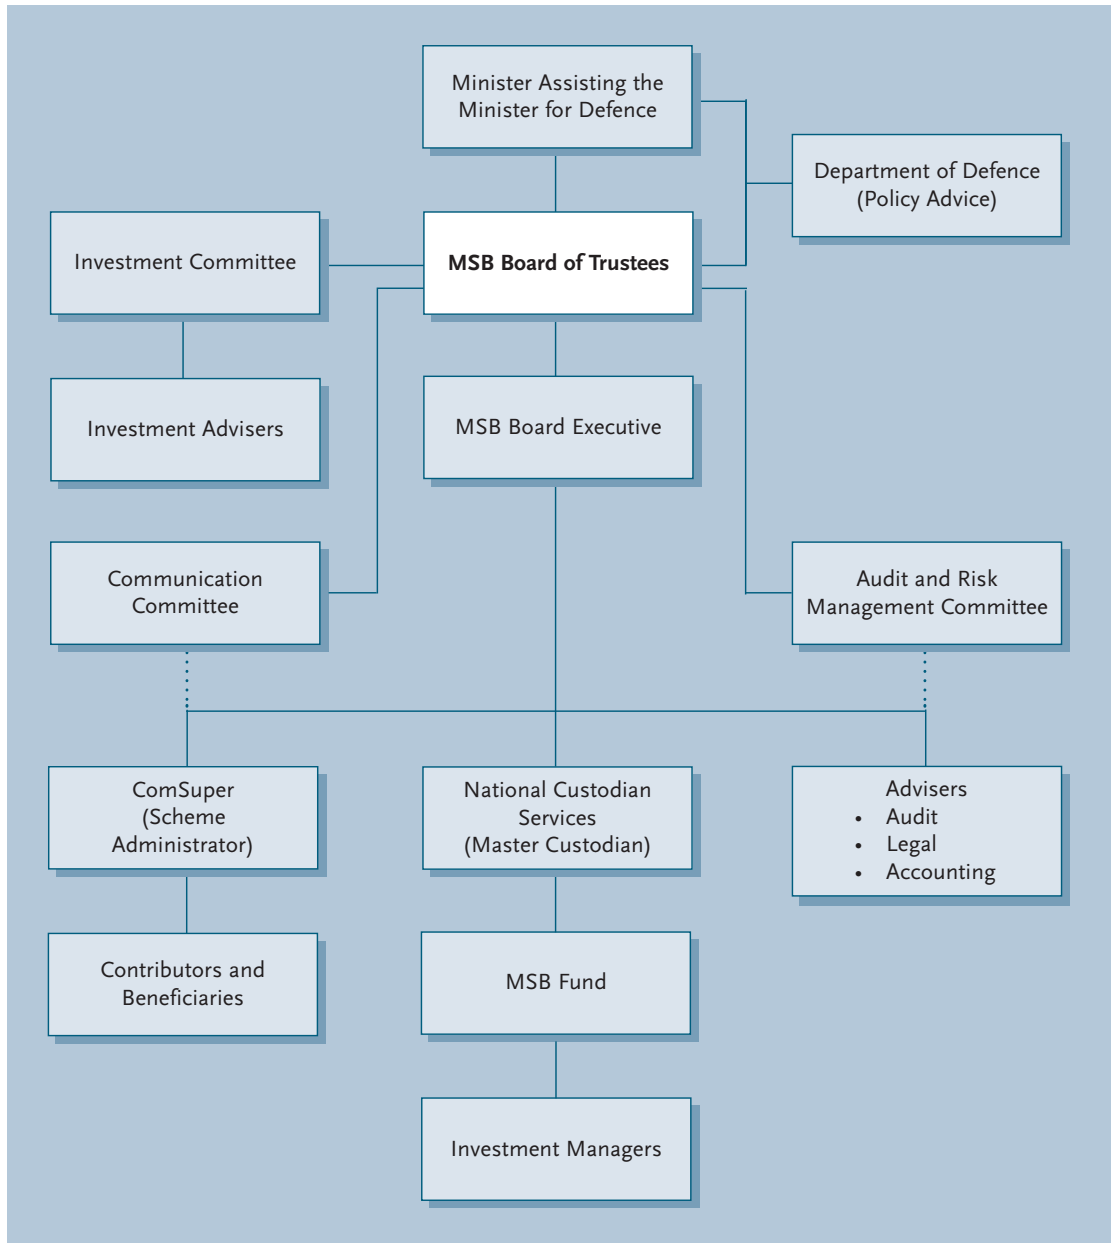 Minister Assisting the
Minister for Defence
Department of Defence
(Policy Advice)
Investment Committee
MSB Board of Trustees
Investment Advisers
MSB Board Executive
Communication
Committee
Audit and Risk
Management Committee
ComSuper
(Scheme
Administrator)
National Custodian
Services
(Master Custodian)
Advisers
• Audit
• Legal
• Accounting
Contributors and
Beneficiaries
MSB Fund
Investment Managers